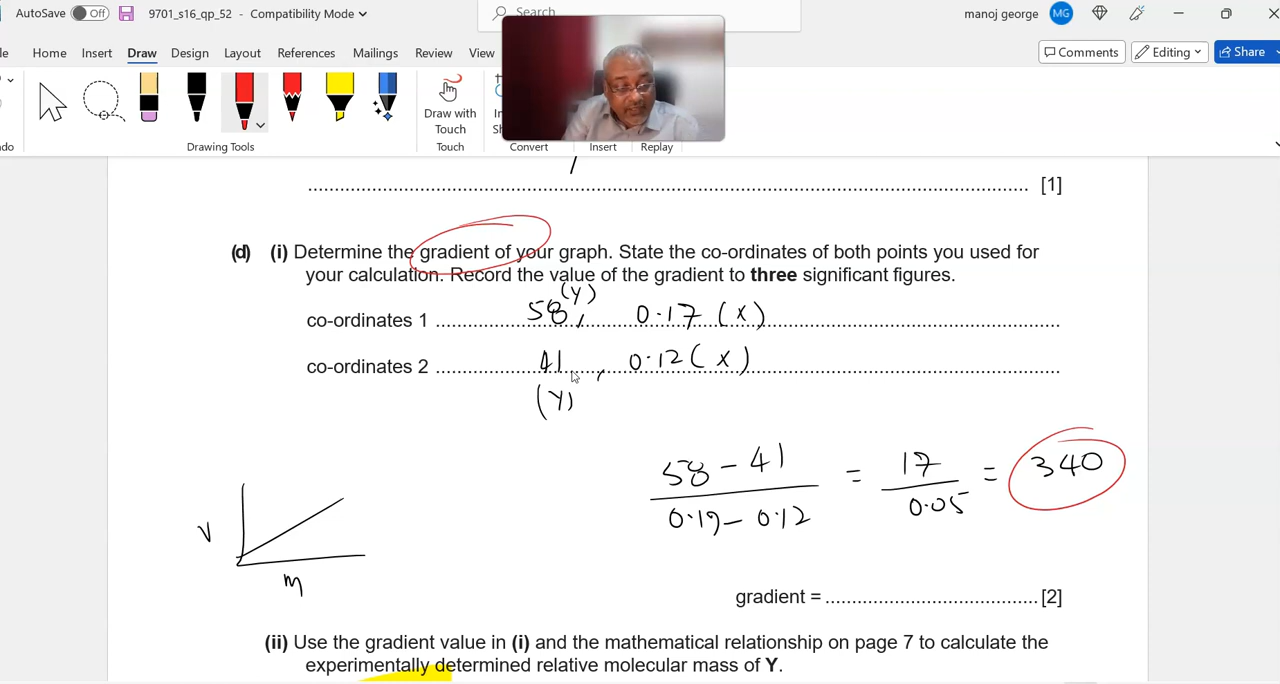 AutoSave Off 9701_s16_qp_52 - Compatibility Mode Search manoj george MG
Home Insert Draw Design Layout References Mailings Review View Comments Editing Share
Draw with Touch
Drawing Tools Touch Convert Insert Replay
[1]
(d) (i) Determine the gradient of your graph. State the co-ordinates of both points you used for
your calculation. Record the value of the gradient to three significant figures.
(Y)
co-ordinates 1 58, 0.17 (x)
co-ordinates 2 41, 0.12 (x)
(Y)
58 - 41 = 17 = 340
0.17 - 0.12 0.05
V
m
gradient = [2]
(ii) Use the gradient value in (i) and the mathematical relationship on page 7 to calculate the
experimentally determined relative molecular mass of Y.